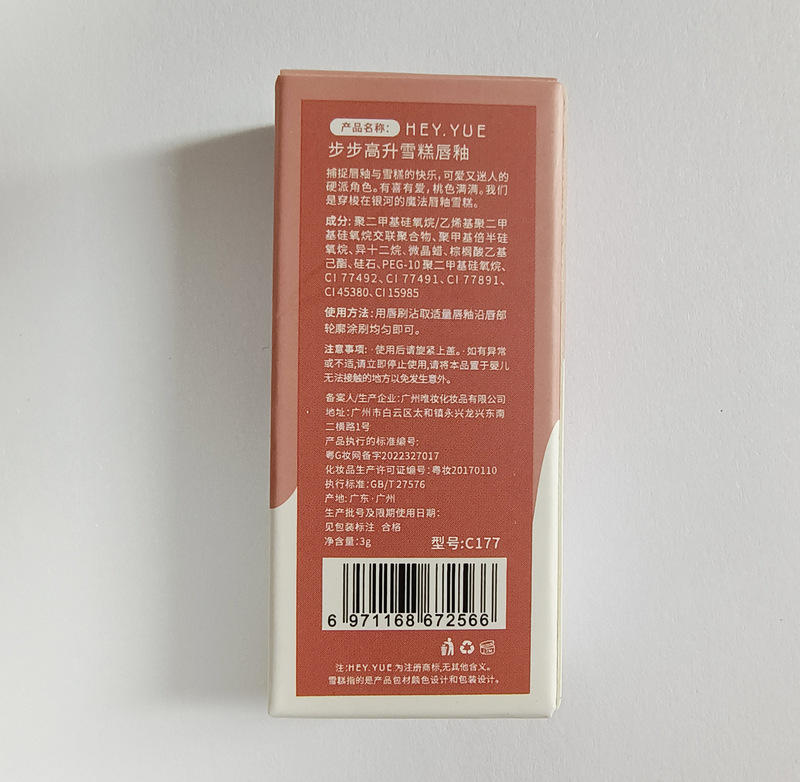 产品名称： HEY.YUE
步步高升雪糕唇釉
捕捉唇釉与雪糕的快乐，可爱又迷人的
硬派角色。有喜有爱，桃色满满。我们
是穿梭在银河的魔法唇釉雪糕。
成分：聚二甲基硅氧烷/乙烯基聚二甲
基硅氧烷交联聚合物、聚甲基倍半硅
氧烷、异十二烷、微晶蜡、棕榈酸乙基
己酯、硅石、PEG-10 聚二甲基硅氧烷、
CI 77492、CI 77491、CI 77891、
CI 45380、CI 15985
使用方法：用唇刷沾取适量唇釉沿唇部
轮廓涂刷均匀即可。
注意事项：·使用后请旋紧上盖。·如有异常
或不适，请立即停止使用，请将本品置于婴儿
无法接触的地方以免发生意外。
备案人/生产企业：广州唯妆化妆品有限公司
地址：广州市白云区太和镇永兴龙兴东南
二横路1号
产品执行的标准编号：
粤G妆网备字2022327017
化妆品生产许可证编号：粤妆20170110
执行标准：GB/T 27576
产地：广东·广州
生产批号及限期使用日期：
见包装标注 合格
净含量：3g 型号：C177
6 971168 672566
注：HEY.YUE 为注册商标，无其他含义。
雪糕指的是产品包材颜色设计和包装设计。